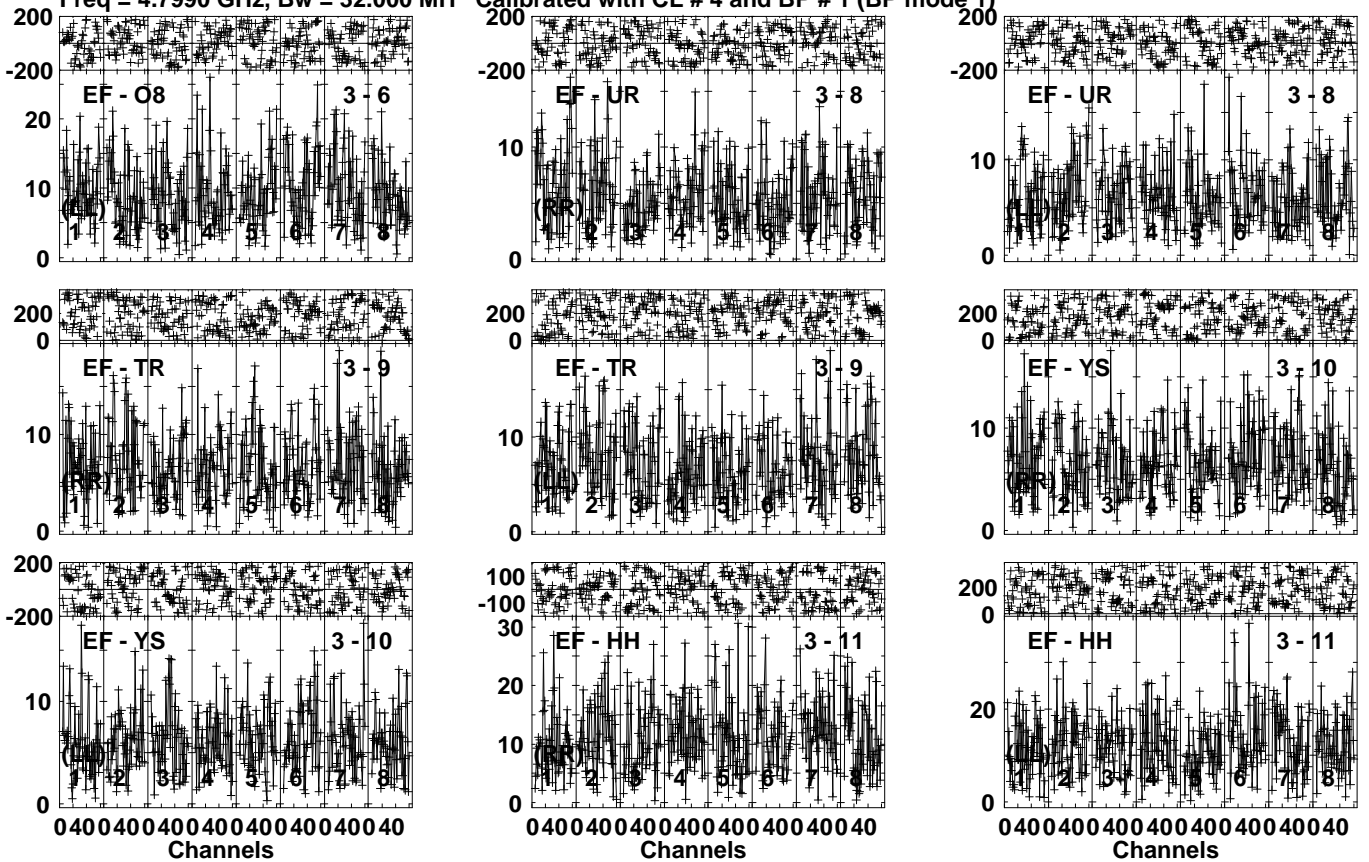 Freq = 4.7990 GHz, Bw = 32.000 MH Calibrated with CL # 4 and BP # 1 (BP mode 1)
200 200 200
-200 -200
EF - O8 3 - 6 EF - UR 3 - 8 EF - UR 3 - 8
20
10 10 10
(LL) (RR) (LL)
1 2 3 4 5 6 7 8 1 2 3 4 5 6 7 8 1 2 3 4 5 6 7 8
0 0 0
200 200 200
0 0 0
EF - TR 3 - 9 EF - TR 3 - 9 EF - YS 3 - 10
10 10 10
(RR) (LL) (RR)
1 2 3 4 5 6 7 8 1 2 3 4 5 6 7 8 1 2 3 4 5 6 7 8
0 0 0
200 100 200
-200 -100 0
EF - YS 3 - 10 EF - HH 3 - 11 EF - HH 3 - 11
30
20 20
10 10
(LL) (RR) (LL)
1 2 3 4 5 6 7 8 1 2 3 4 5 6 7 8 1 2 3 4 5 6 7 8
0 0 0
0 40 0 40 0 40 0 40 0 40 0 40 0 40 0 40 0 40 0 40 0 40 0 40 0 40 0 40 0 40 0 40 0 40 0 40 0 40 0 40 0 40 0 40 0 40 0 40
Channels Channels Channels